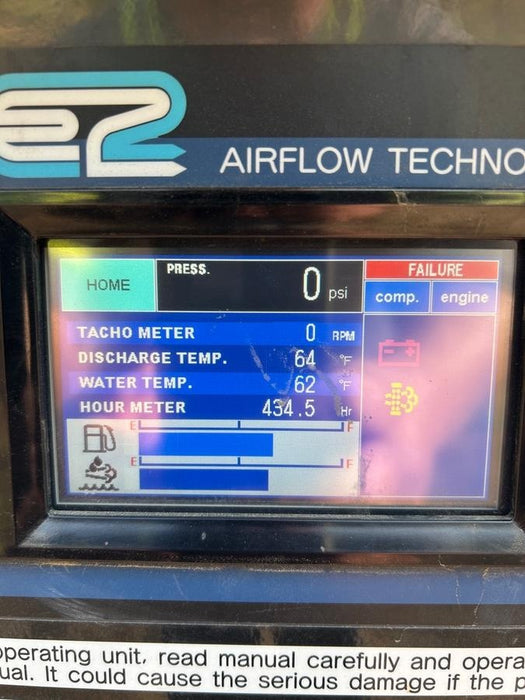 e2
AIRFLOW TECHNO
HOME
PRESS.
0 psi
FAILURE
comp. engine
TACHO METER 0 RPM
DISCHARGE TEMP. 64 °F
WATER TEMP. 62 °F
HOUR METER 434.5 Hr
E F
E F
operating unit, read manual carefully and opera
ual. It could cause the serious damage if the p